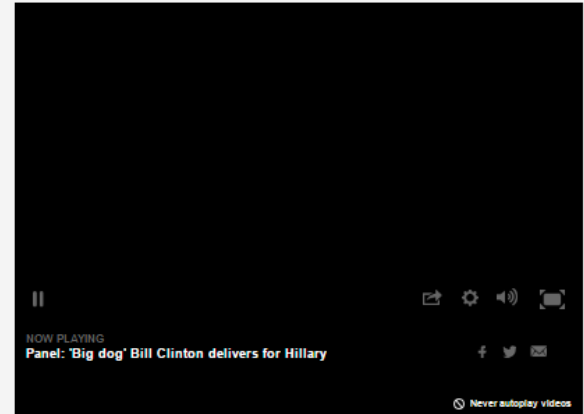 NOW PLAYING
Panel: 'Big dog' Bill Clinton delivers for Hillary
Never autoplay videos